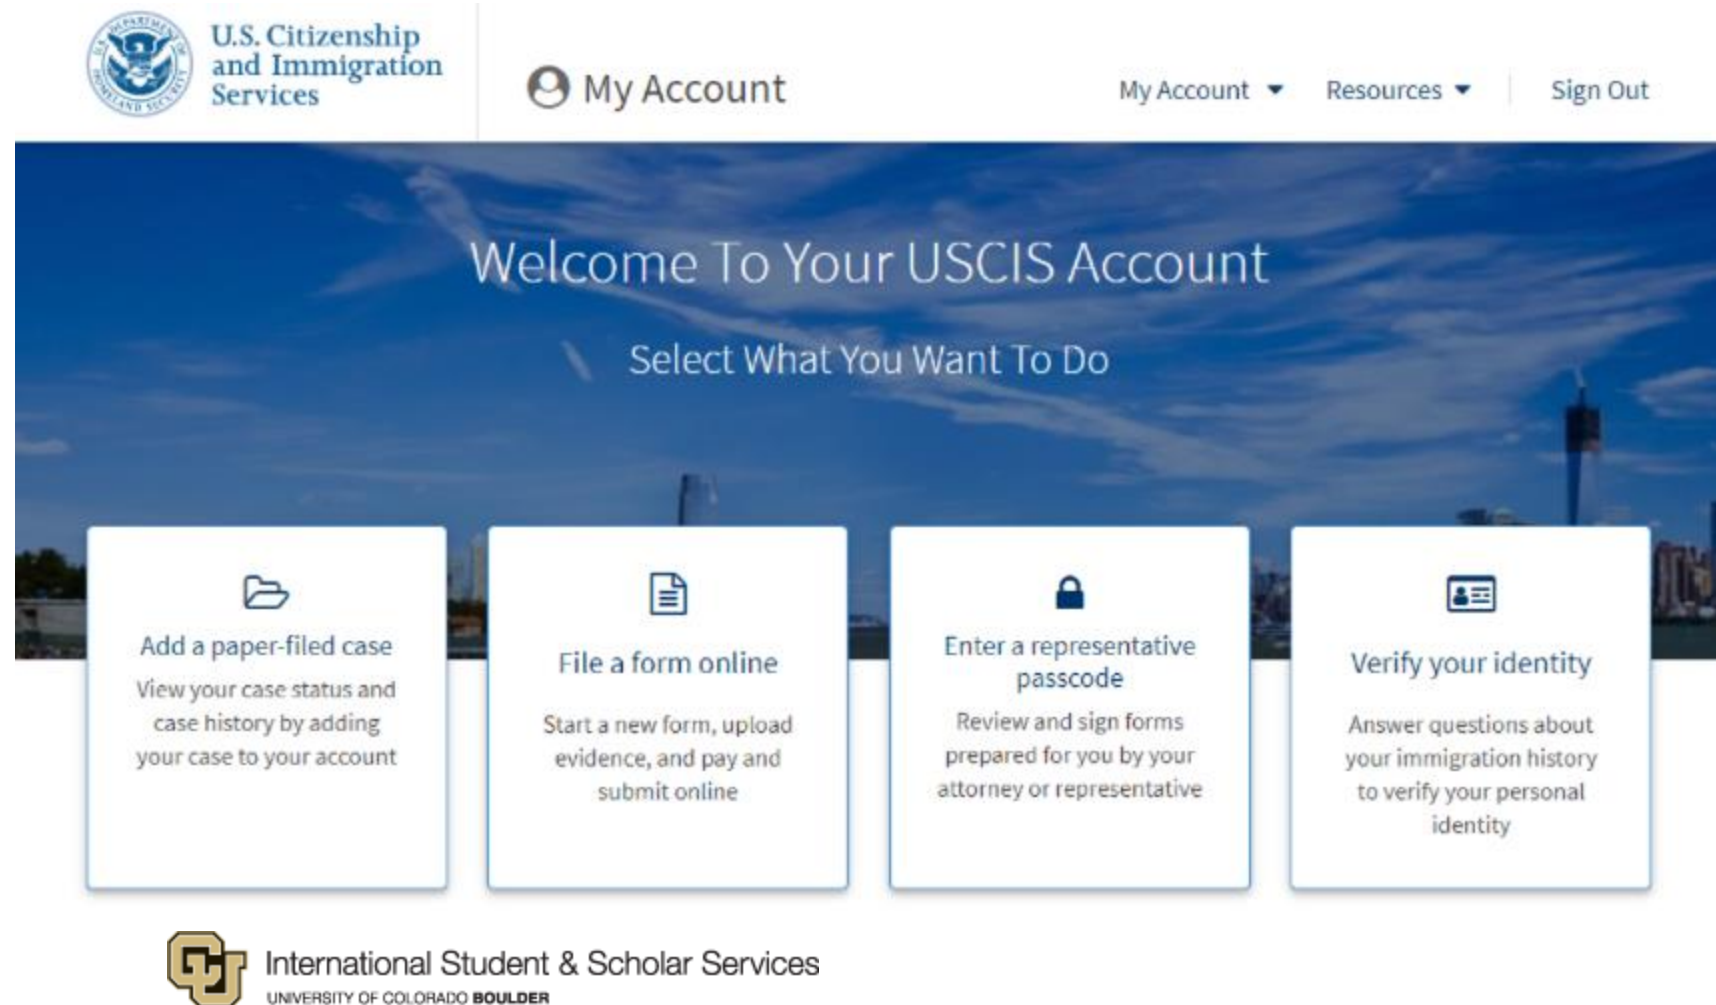 U.S. Citizenship
and Immigration
Services
My Account
My Account
Resources
Sign Out
Welcome To Your USCIS Account
Select What You Want To Do
Add a paper-filed case
View your case status and
case history by adding
your case to your account
File a form online
Start a new form, upload
evidence, and pay and
submit online
Enter a representative
passcode
Review and sign forms
prepared for you by your
attorney or representative
Verify your identity
Answer questions about
your immigration history
to verify your personal
identity
CU
International Student & Scholar Services
UNIVERSITY OF COLORADO BOULDER